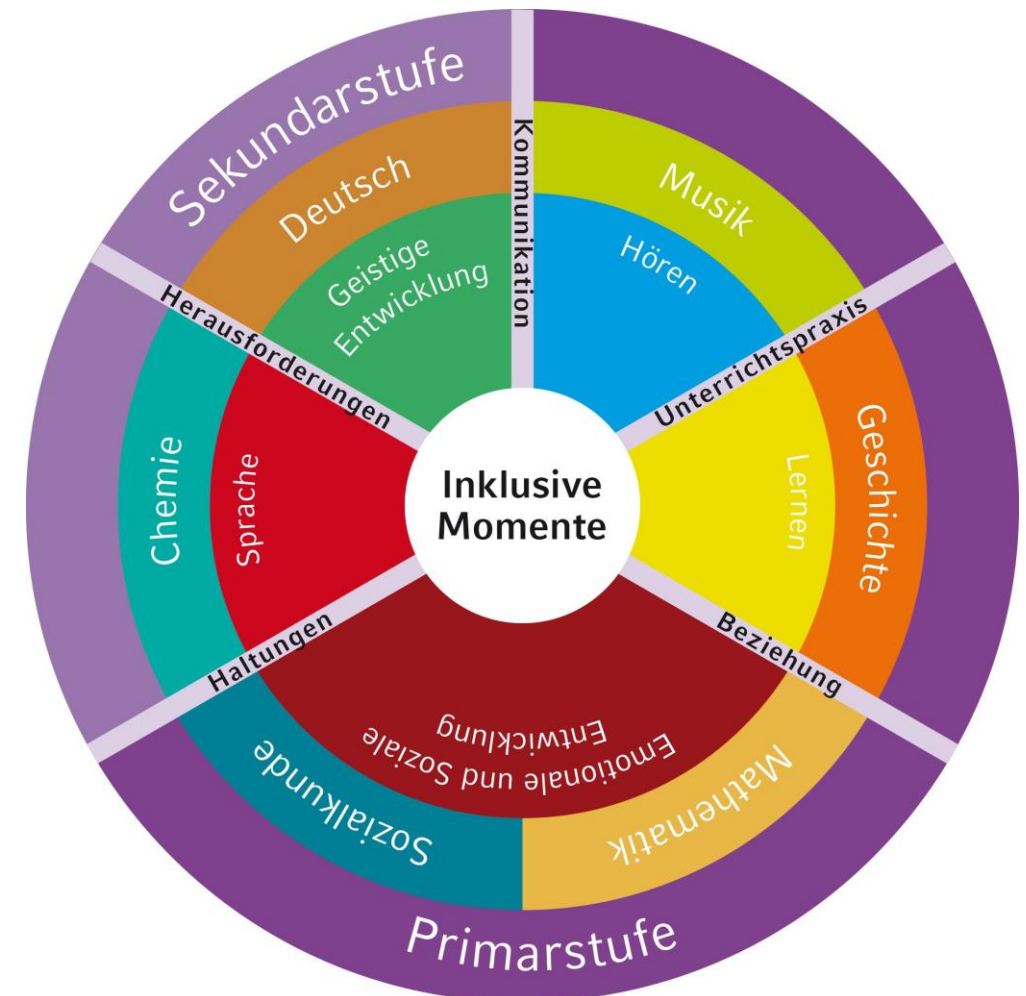 Sekundarstufe
Deutsch
Geistige
Entwicklung
Kommunikation
Musik
Hören
Unterrichtspraxis
Geschichte
Lernen
Beziehung
Mathematik
Emotionale und Soziale
Entwicklung
Sozialkunde
Haltungen
Chemie
Sprache
Herausforderungen
Inklusive
Momente
Primarstufe